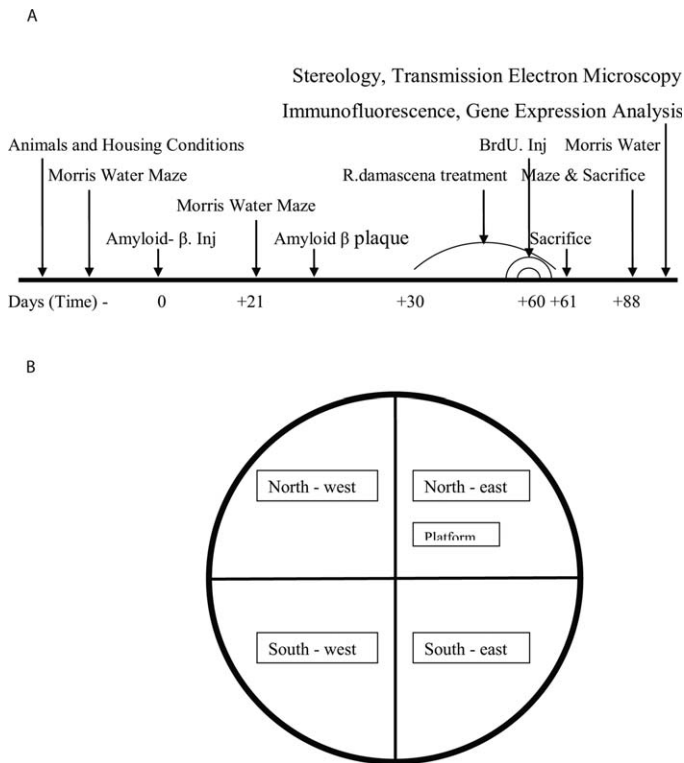 A
Stereology, Transmission Electron Microscopy
Immunofluorescence, Gene Expression Analysis
Animals and Housing Conditions
BrdU. Inj
Morris Water
Morris Water Maze
R.damascena treatment
Maze & Sacrifice
Morris Water Maze
Amyloid- β. Inj
Amyloid β plaque
Sacrifice
Days (Time) - 0 +21 +30 +60 +61 +88
B
North - west
North - east
Platform
South - west
South - east